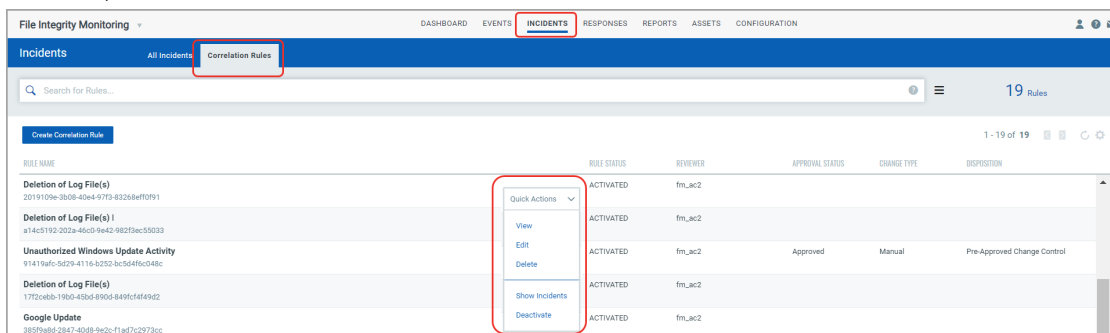 File Integrity Monitoring
DASHBOARD EVENTS INCIDENTS RESPONSES REPORTS ASSETS CONFIGURATION
Incidents All Incidents Correlation Rules
Search for Rules...
19 Rules
Create Correlation Rule
1 - 19 of 19
RULE NAME RULE STATUS REVIEWER APPROVAL STATUS CHANGE TYPE DISPOSITION
Deletion of Log File(s) ACTIVATED fm_ac2
2019109e-3b08-40e4-97f3-83268eff0f91
Quick Actions
Deletion of Log File(s) I ACTIVATED fm_ac2
a14c5192-202a-46c0-9e42-982f3ec55033
View
Edit
Delete
Show Incidents
Deactivate
Unauthorized Windows Update Activity ACTIVATED fm_ac2 Approved Manual Pre-Approved Change Control
91419afc-5d29-4116-b252-bc5d4f6c048c
Deletion of Log File(s) ACTIVATED fm_ac2
17f2cebb-19b0-45bd-890d-849fcf4f49d2
Google Update ACTIVATED fm_ac2
385f9a8d-2847-40d8-9e2c-f1ad7c2973cc